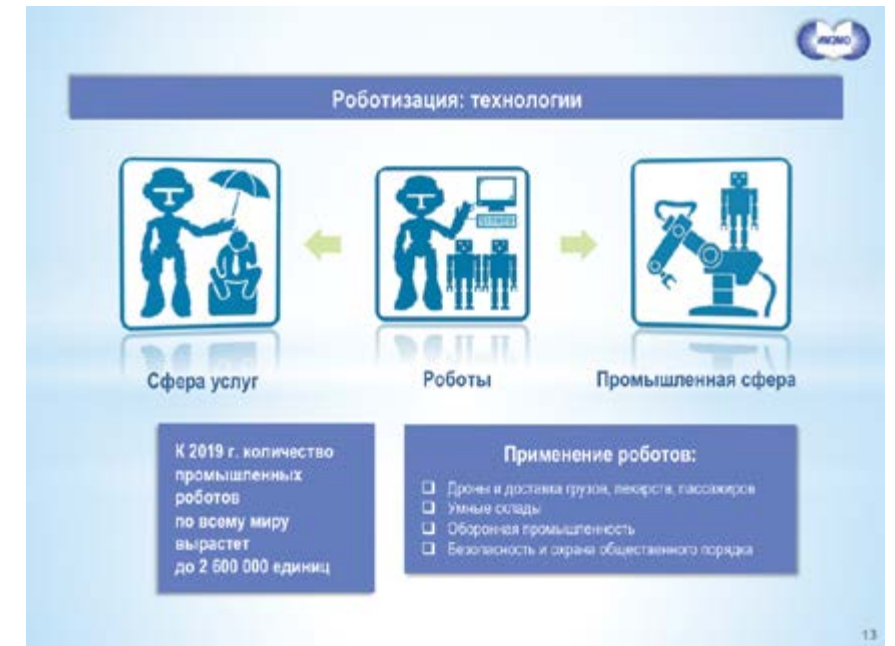 ИМЭМО
Роботизация: технологии
Сфера услуг
Роботы
Промышленная сфера
К 2019 г. количество
промышленных
роботов
по всему миру
вырастет
до 2 600 000 единиц
Применение роботов:
Дроны и доставка грузов, лекарств, пассажиров
Умные склады
Оборонная промышленность
Безопасность и охрана общественного порядка
13